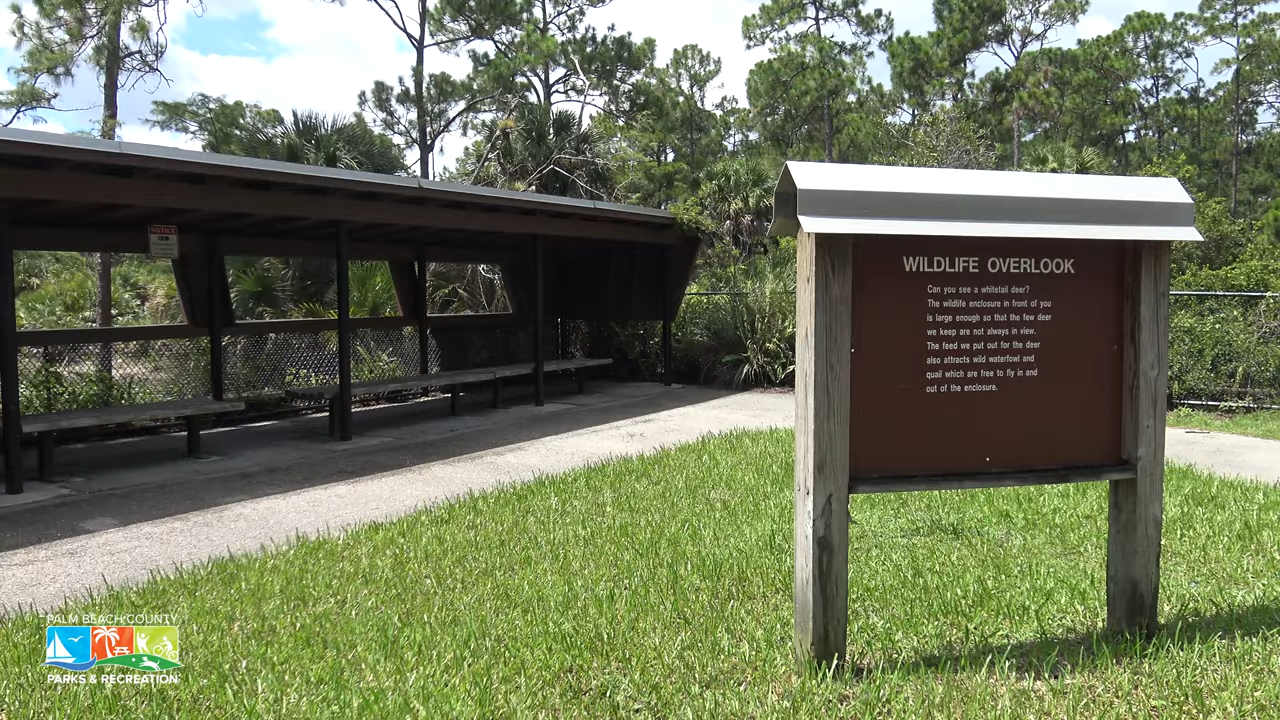 NOTICE
WILDLIFE OVERLOOK
Can you see a whitetail deer?
The wildlife enclosure in front of you
is large enough so that the few deer
we keep are not always in view.
The feed we put out for the deer
also attracts wild waterfowl and
quail which are free to fly in and
out of the enclosure.
PALM BEACH COUNTY
PARKS & RECREATION